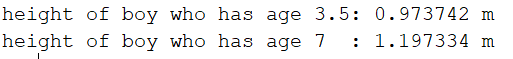 height of boy who has age 3.5: 0.973742 m
height of boy who has age 7  : 1.197334 m